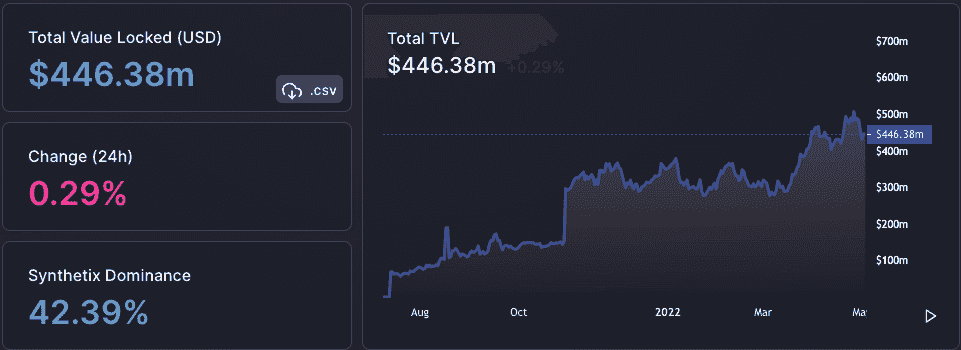 Total Value Locked (USD)
$446.38m
.csv
Change (24h)
0.29%
Synthetix Dominance
42.39%
Total TVL
$446.38m +0.29%
$700m
$600m
$500m
$446.38m
$400m
$300m
$200m
$100m
Aug Oct 2022 Mar Ma